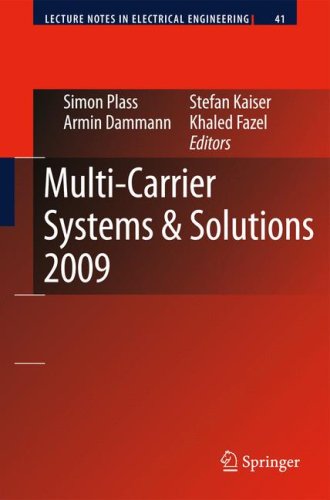 LECTURE NOTES IN ELECTRICAL ENGINEERING 41
Simon Plass
Armin Dammann
Stefan Kaiser
Khaled Fazel
Editors
Multi-Carrier
Systems & Solutions
2009
Springer